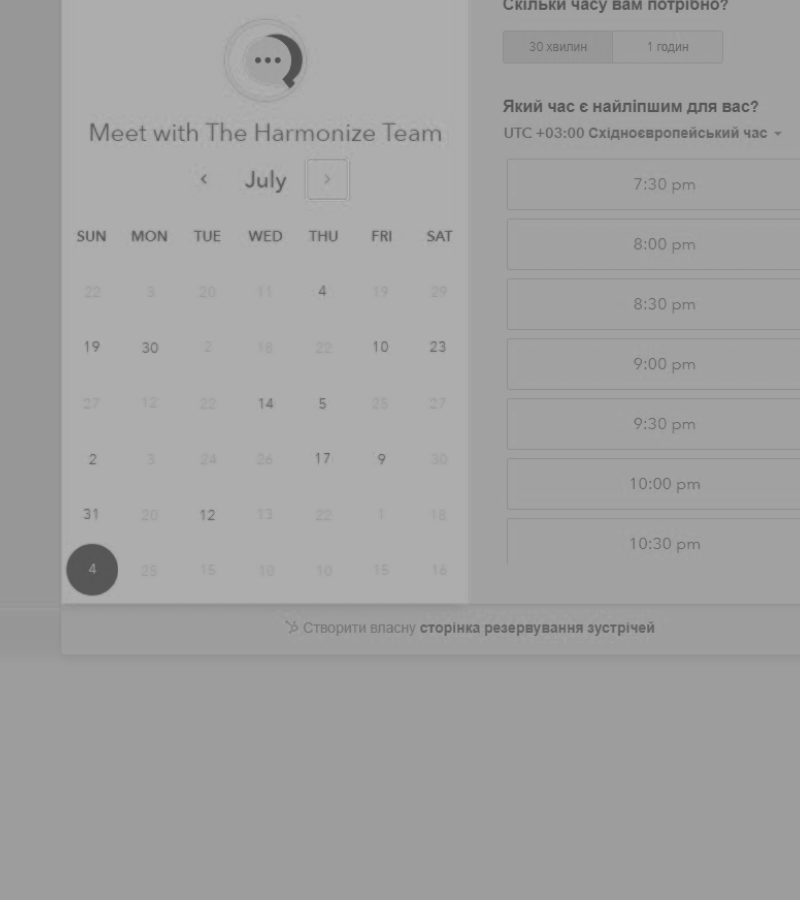 Meet with The Harmonize Team
July
SUN MON TUE WED THU FRI SAT
22 3 20 11 4 19 29
19 30 2 18 22 10 23
27 12 22 14 5 25 27
2 3 24 26 17 9 30
31 20 12 13 22 1 18
4 25 15 10 10 15 16
Скільки часу вам потрібно?
30 хвилин 1 годин
Який час є найліпшим для вас?
UTC +03:00 Східноєвропейський час
7:30 pm
8:00 pm
8:30 pm
9:00 pm
9:30 pm
10:00 pm
10:30 pm
Створити власну сторінка резервування зустрічей